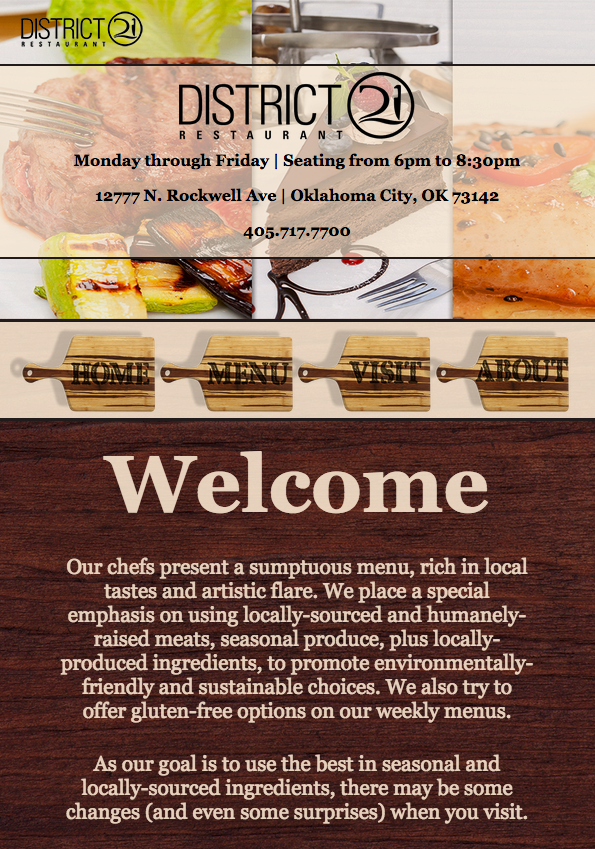 DISTRICT 21
RESTAURANT
DISTRICT 21
RESTAURANT
Monday through Friday | Seating from 6pm to 8:30pm
12777 N. Rockwell Ave | Oklahoma City, OK 73142
405.717.7700
HOME MENU VISIT ABOUT
Welcome
Our chefs present a sumptuous menu, rich in local
tastes and artistic flare. We place a special
emphasis on using locally-sourced and humanely-
raised meats, seasonal produce, plus locally-
produced ingredients, to promote environmentally-
friendly and sustainable choices. We also try to
offer gluten-free options on our weekly menus.
As our goal is to use the best in seasonal and
locally-sourced ingredients, there may be some
changes (and even some surprises) when you visit.